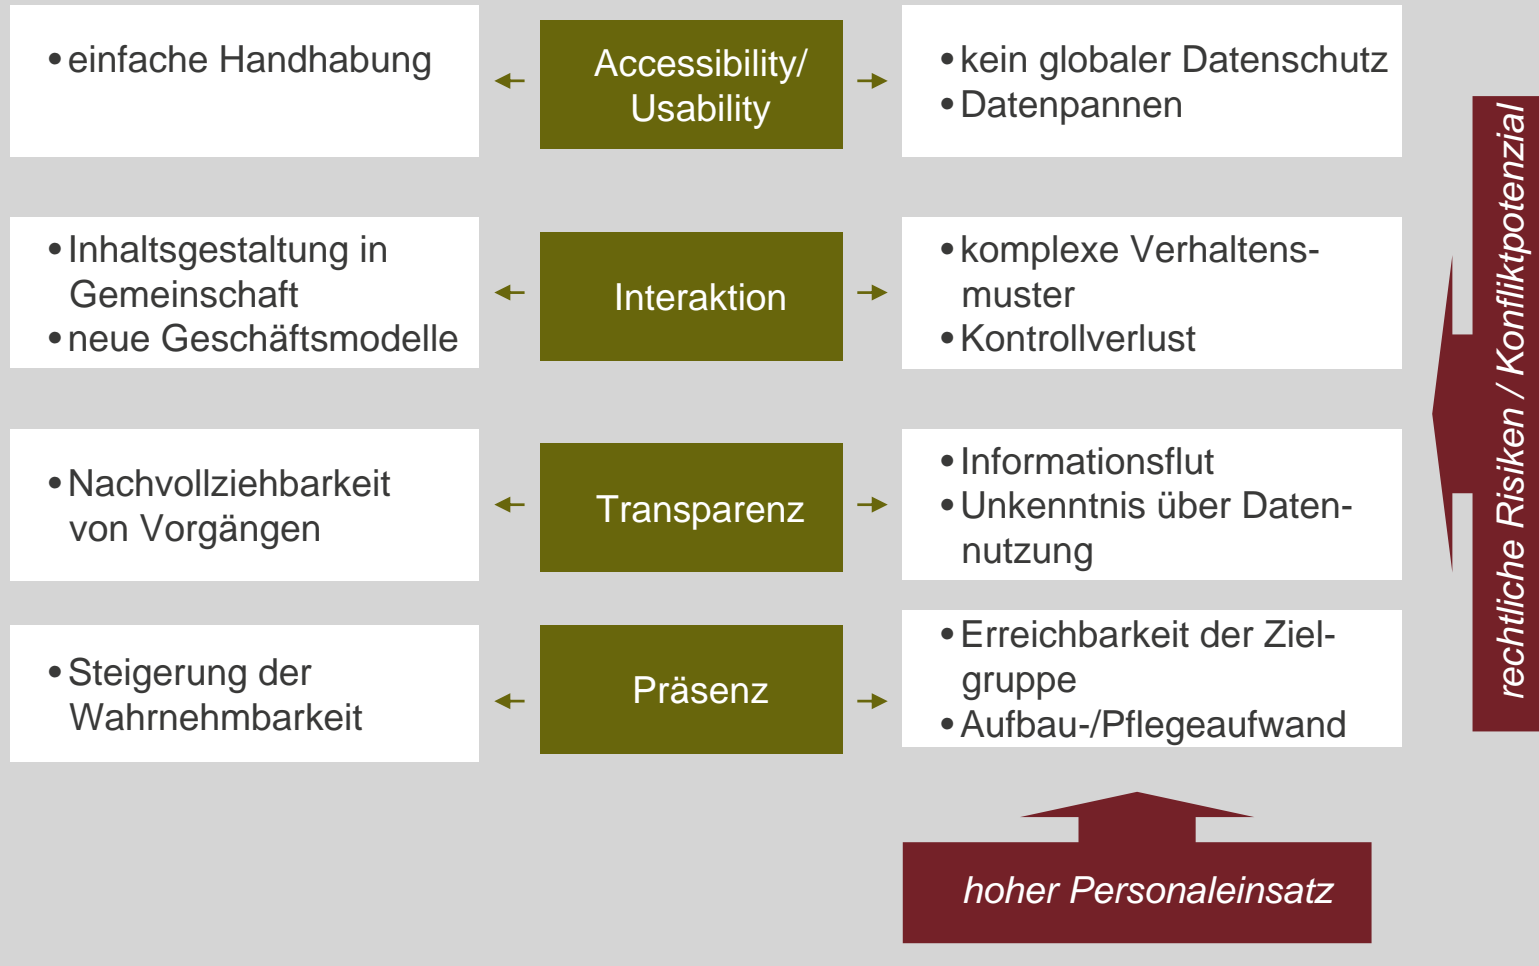 • einfache Handhabung
Accessibility/
Usability
• kein globaler Datenschutz
• Datenpannen
• Inhaltsgestaltung in
Gemeinschaft
• neue Geschäftsmodelle
Interaktion
• komplexe Verhaltens-
muster
• Kontrollverlust
• Nachvollziehbarkeit
von Vorgängen
Transparenz
• Informationsflut
• Unkenntnis über Daten-
nutzung
• Steigerung der
Wahrnehmbarkeit
Präsenz
• Erreichbarkeit der Ziel-
gruppe
• Aufbau-/Pflegeaufwand
rechtliche Risiken / Konfliktpotenzial
hoher Personaleinsatz